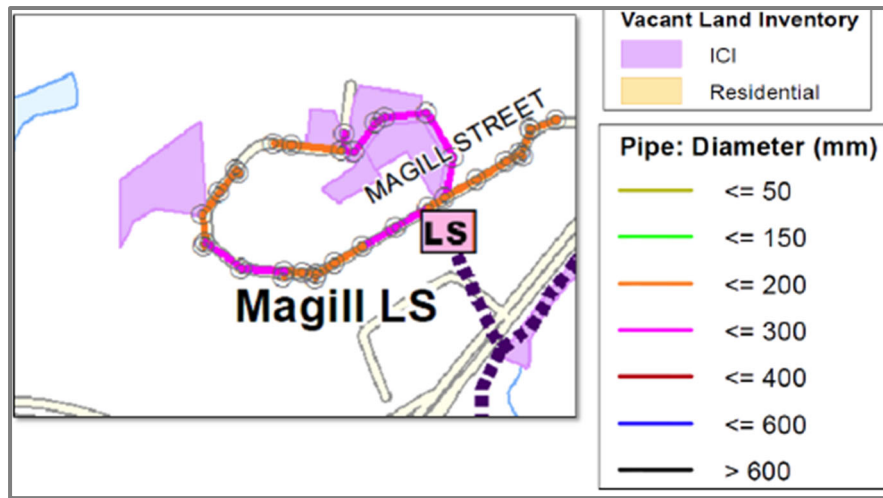 MAGILL STREET
LS
Magill LS
Vacant Land Inventory
ICI
Residential
Pipe: Diameter (mm)
<= 50
<= 150
<= 200
<= 300
<= 400
<= 600
> 600